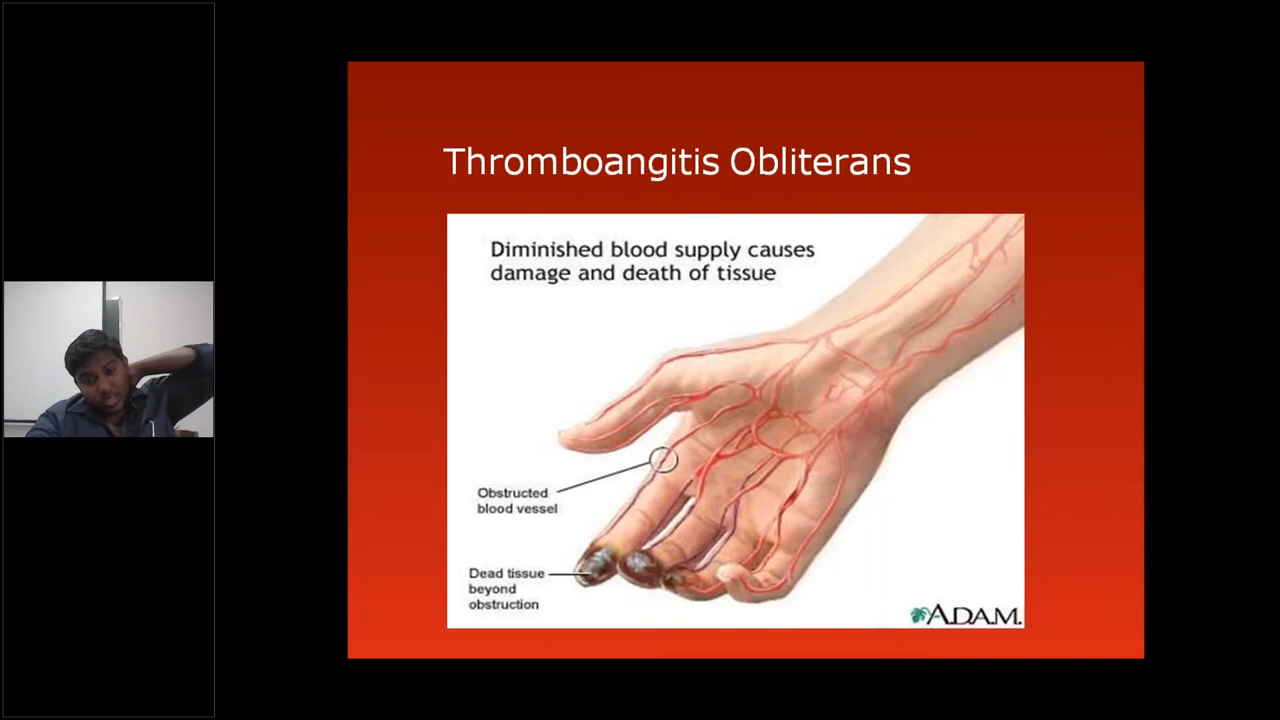 Thromboangitis Obliterans
Diminished blood supply causes
damage and death of tissue
Obstructed
blood vessel
Dead tissue
beyond
obstruction
A.D.A.M.